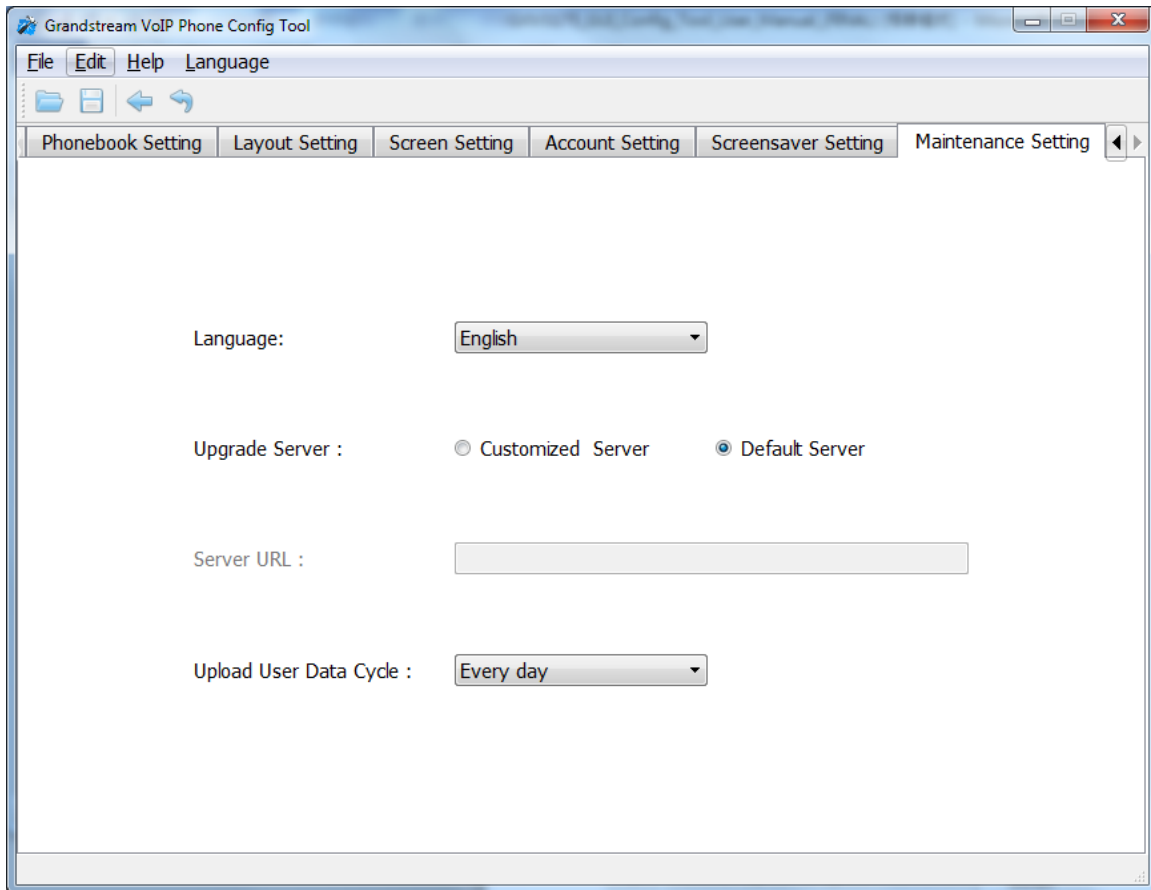 Grandstream VoIP Phone Config Tool
File Edit Help Language
Phonebook Setting Layout Setting Screen Setting Account Setting Screensaver Setting Maintenance Setting
Language: English
Upgrade Server : Customized Server Default Server
Server URL :
Upload User Data Cycle : Every day